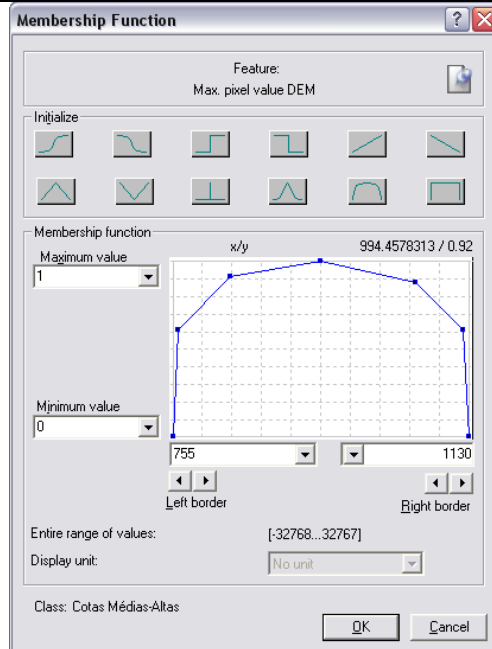 Membership Function
?
X
Feature:
Max. pixel value DEM
Initialize
Membership function
x/y
994.4578313 / 0.92
Maximum value
1
Minimum value
0
755
1130
Left border
Right border
Entire range of values:
[-32768...32767]
Display unit:
No unit
Class: Cotas Médias-Altas
OK
Cancel